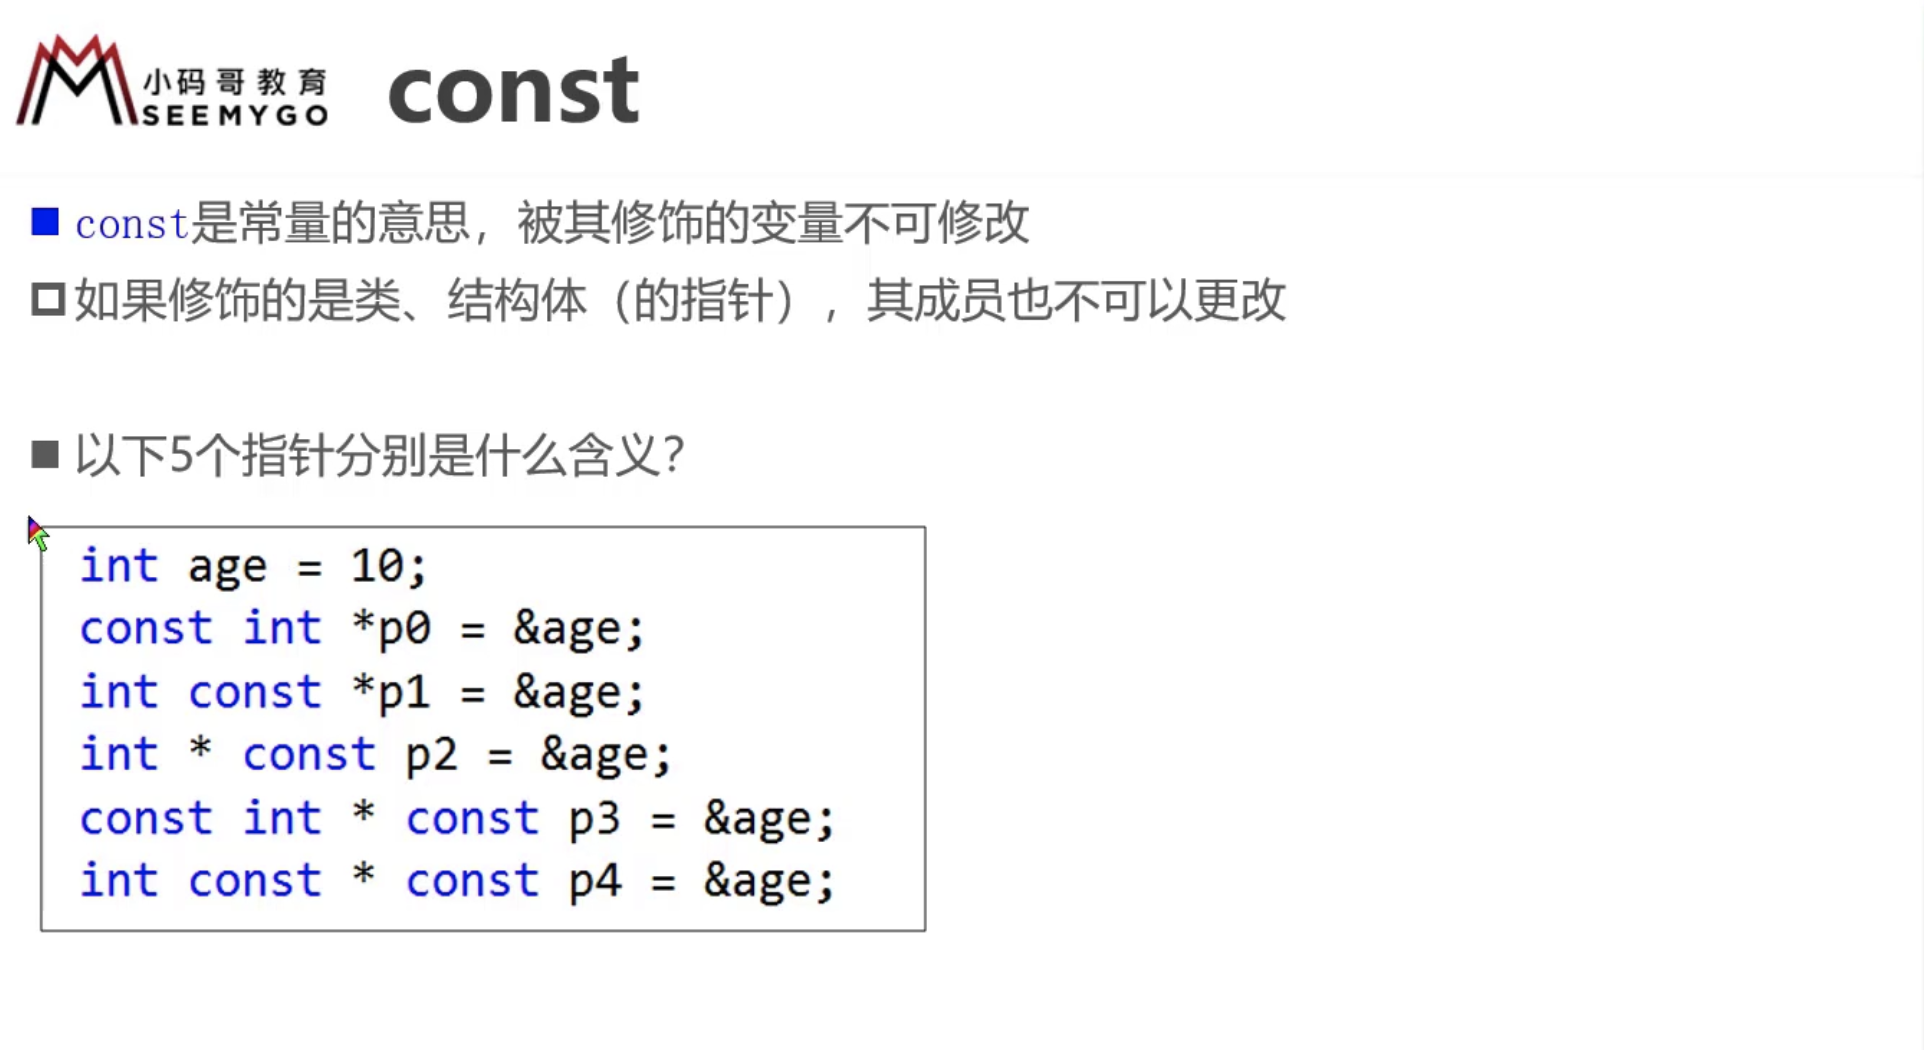 小码哥教育
SEEMYGO
const
const是常量的意思，被其修饰的变量不可修改
如果修饰的是类、结构体（的指针），其成员也不可以更改
以下5个指针分别是什么含义？
int age = 10;
const int *p0 = &age;
int const *p1 = &age;
int * const p2 = &age;
const int * const p3 = &age;
int const * const p4 = &age;